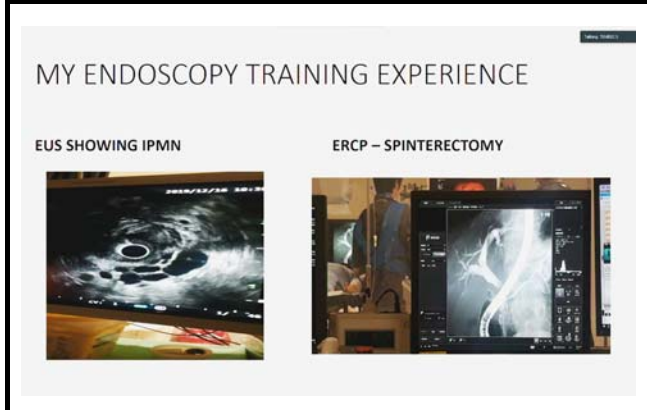 MY ENDOSCOPY TRAINING EXPERIENCE
EUS SHOWING IPMN
ERCP – SPINTERECTOMY